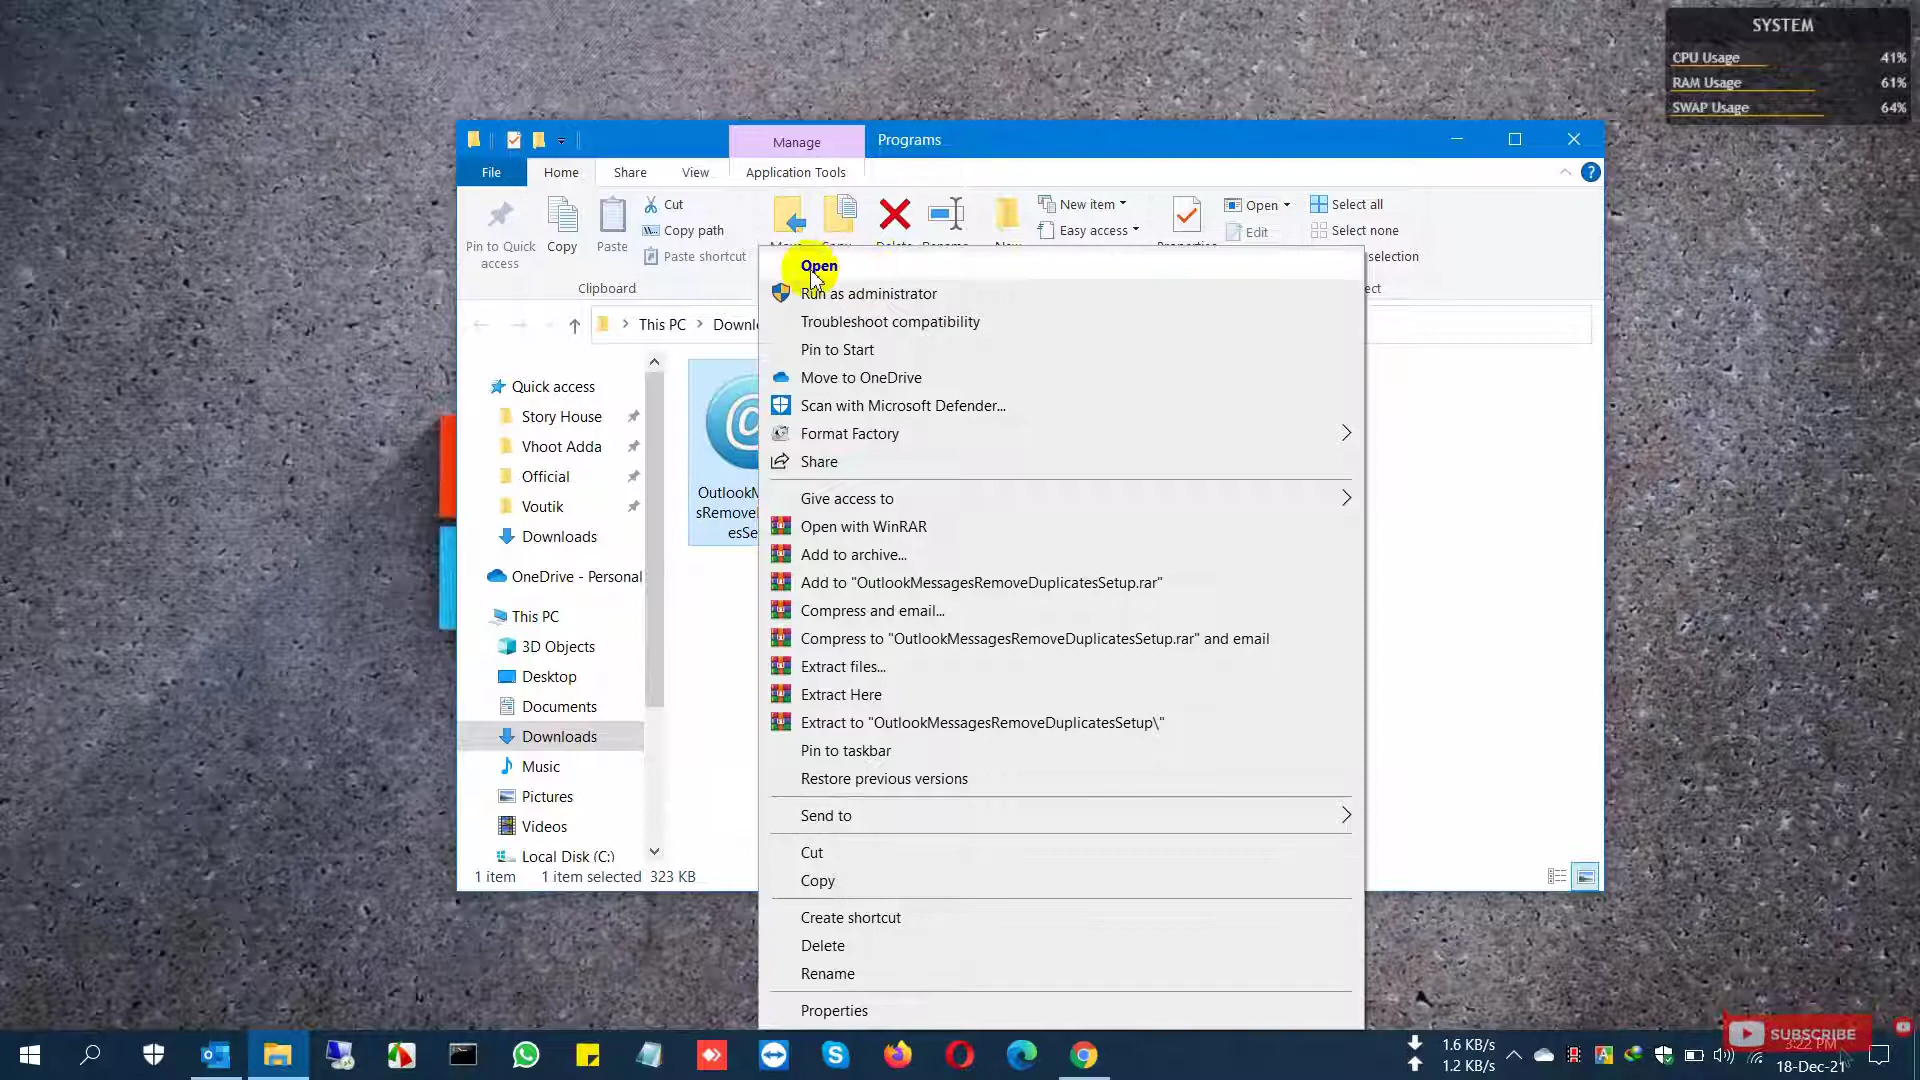 SYSTEM
CPU Usage 41%
RAM Usage 61%
SWAP Usage 64%
Manage Programs
File Home Share View Application Tools
Pin to Quick access
Copy
Paste
Cut
Copy path
Paste shortcut
Clipboard
New item
Easy access
Open
Edit
Select all
Select none
selection
This PC
Quick access
Story House
Vhoot Adda
Official
Voutik
Downloads
OneDrive - Personal
This PC
3D Objects
Desktop
Documents
Downloads
Music
Pictures
Videos
Local Disk (C:)
1 item 1 item selected 323 KB
Open
Run as administrator
Troubleshoot compatibility
Pin to Start
Move to OneDrive
Scan with Microsoft Defender...
Format Factory
Share
Give access to
Open with WinRAR
Add to archive...
Add to "OutlookMessagesRemoveDuplicatesSetup.rar"
Compress and email...
Compress to "OutlookMessagesRemoveDuplicatesSetup.rar" and email
Extract files...
Extract Here
Extract to "OutlookMessagesRemoveDuplicatesSetup\"
Pin to taskbar
Restore previous versions
Send to
Cut
Copy
Create shortcut
Delete
Rename
Properties
1.6 KB/s
1.2 KB/s
SUBSCRIBE
3:22 PM
18-Dec-21